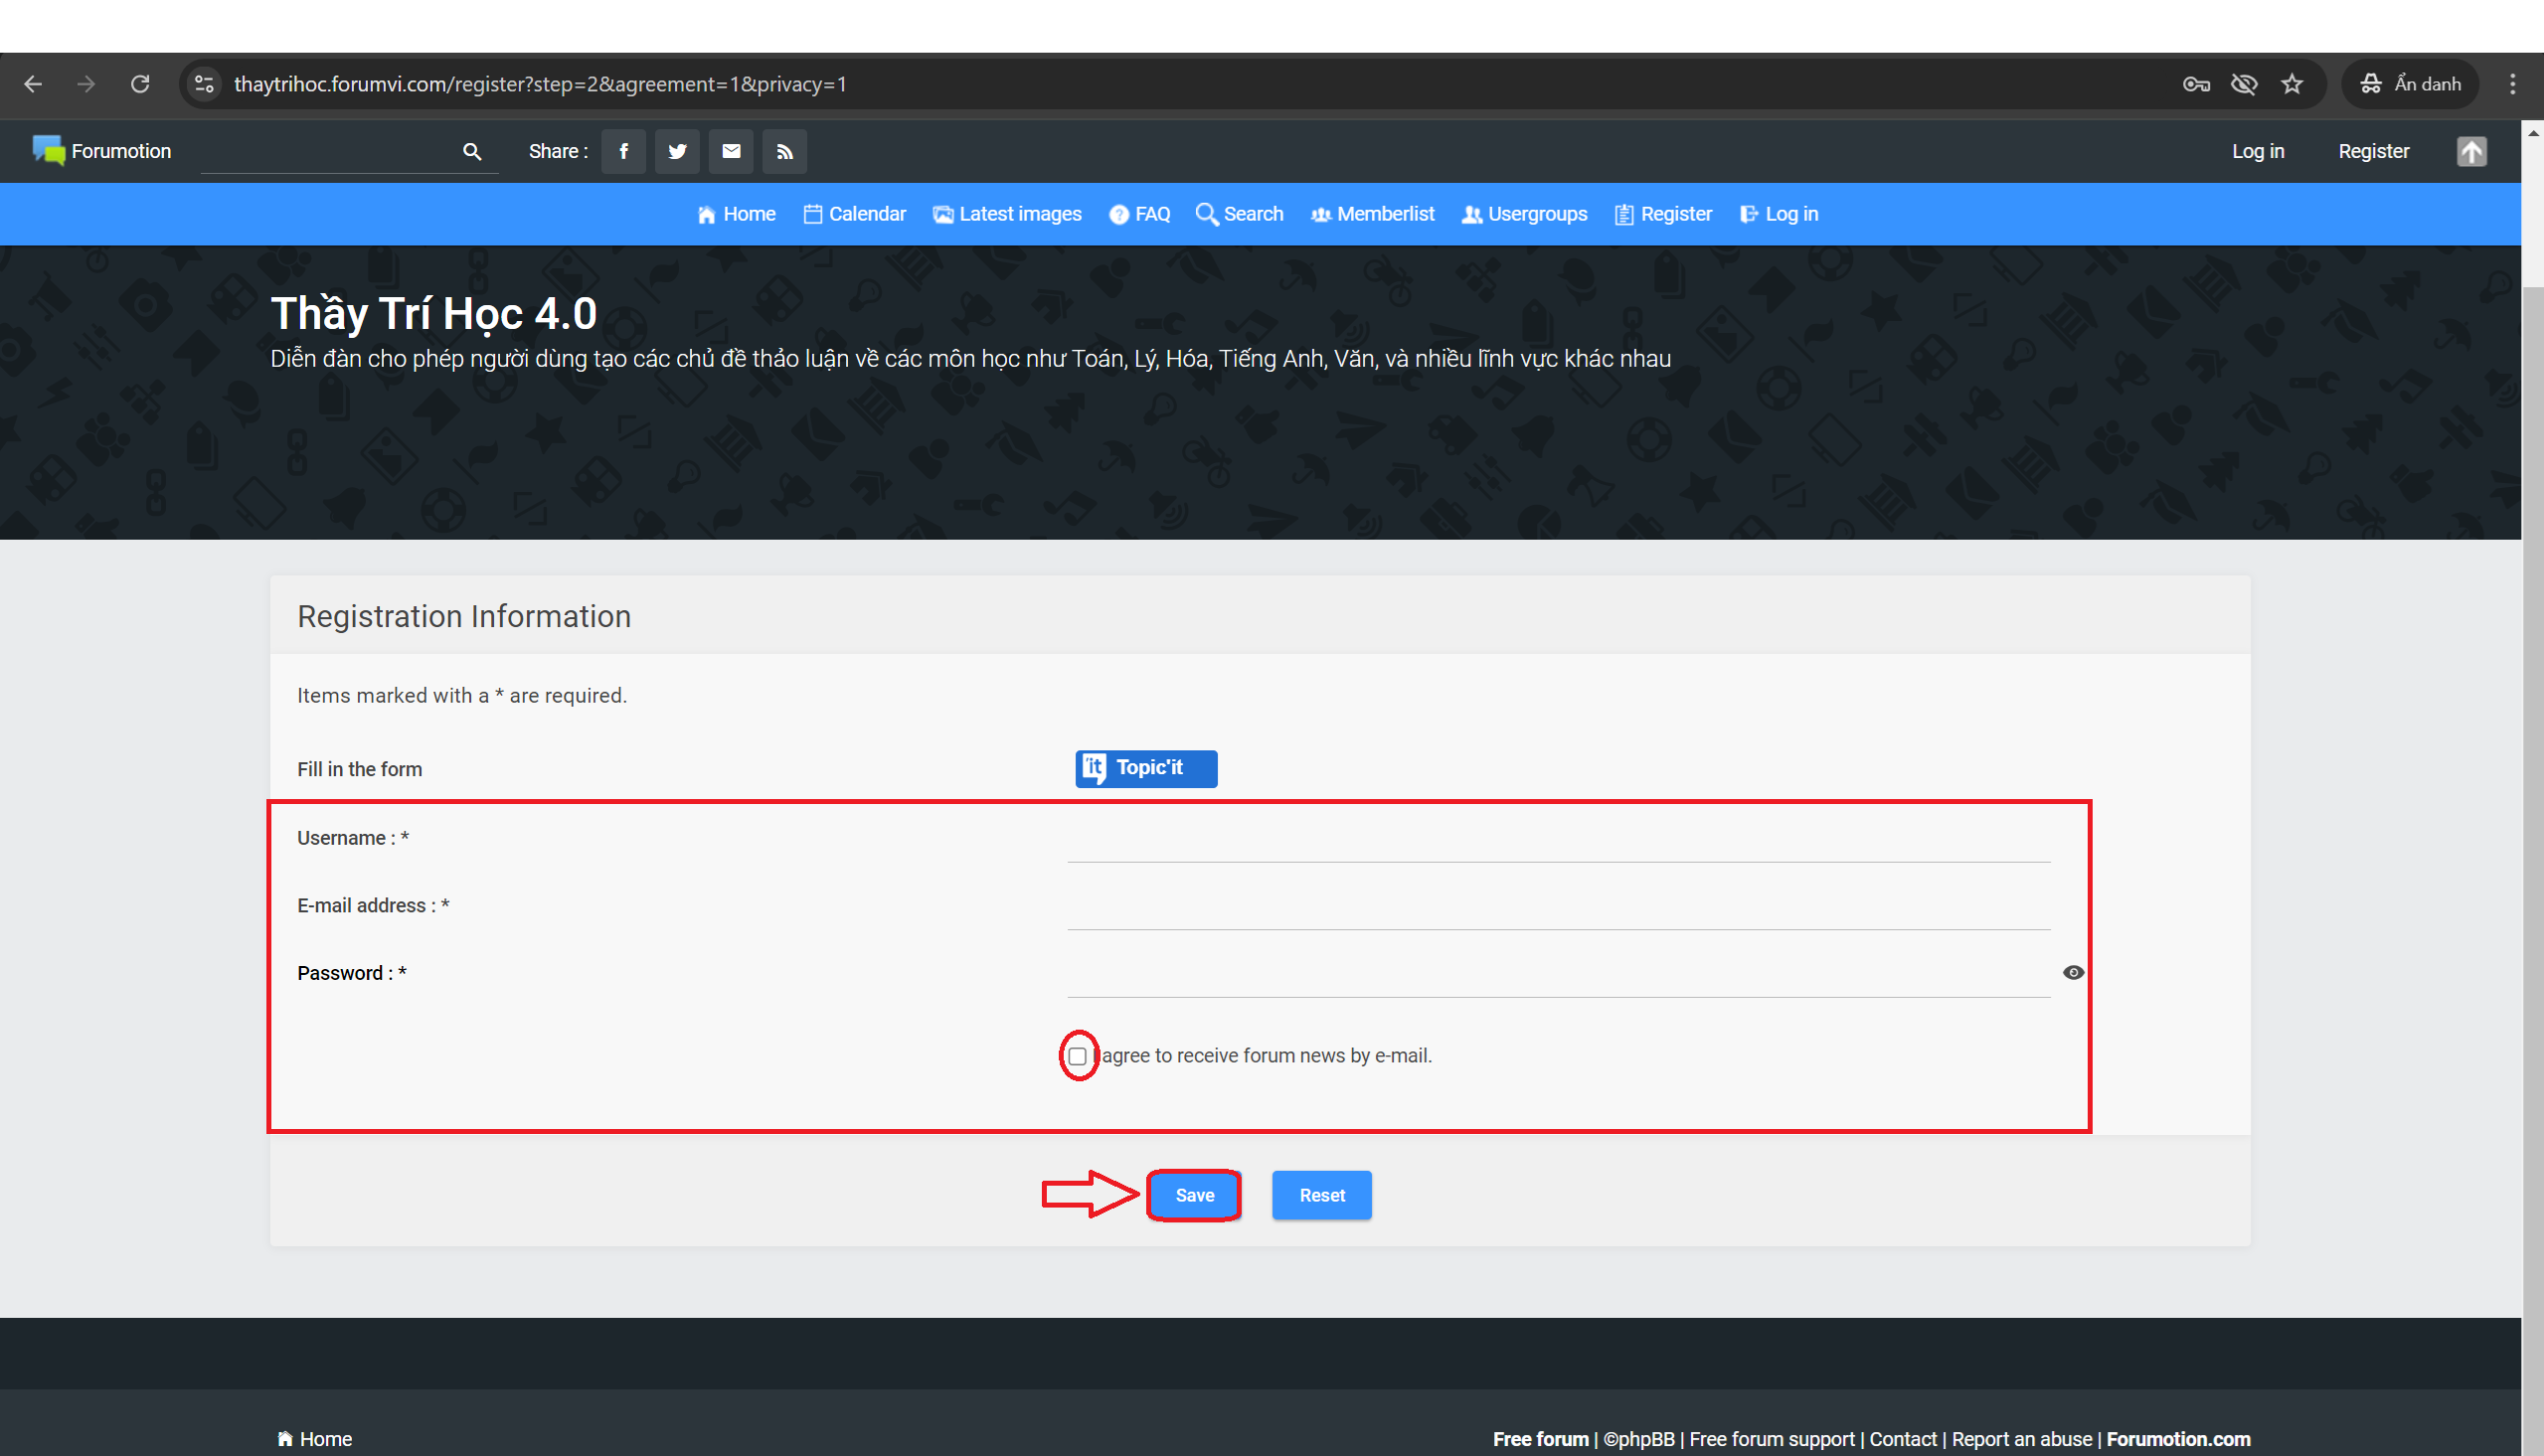 thaytrihoc.forumvi.com/register?step=2&agreement=1&privacy=1
Ẩn danh
Forumotion
Share :
Log in
Register
Home
Calendar
Latest images
FAQ
Search
Memberlist
Usergroups
Register
Log in
Thầy Trí Học 4.0
Diễn đàn cho phép người dùng tạo các chủ đề thảo luận về các môn học như Toán, Lý, Hóa, Tiếng Anh, Văn, và nhiều lĩnh vực khác nhau
Registration Information
Items marked with a * are required.
Fill in the form
'it Topic'it
Username : *
E-mail address : *
Password : *
agree to receive forum news by e-mail.
Save
Reset
Home
Free forum | ©phpBB | Free forum support | Contact | Report an abuse | Forumotion.com